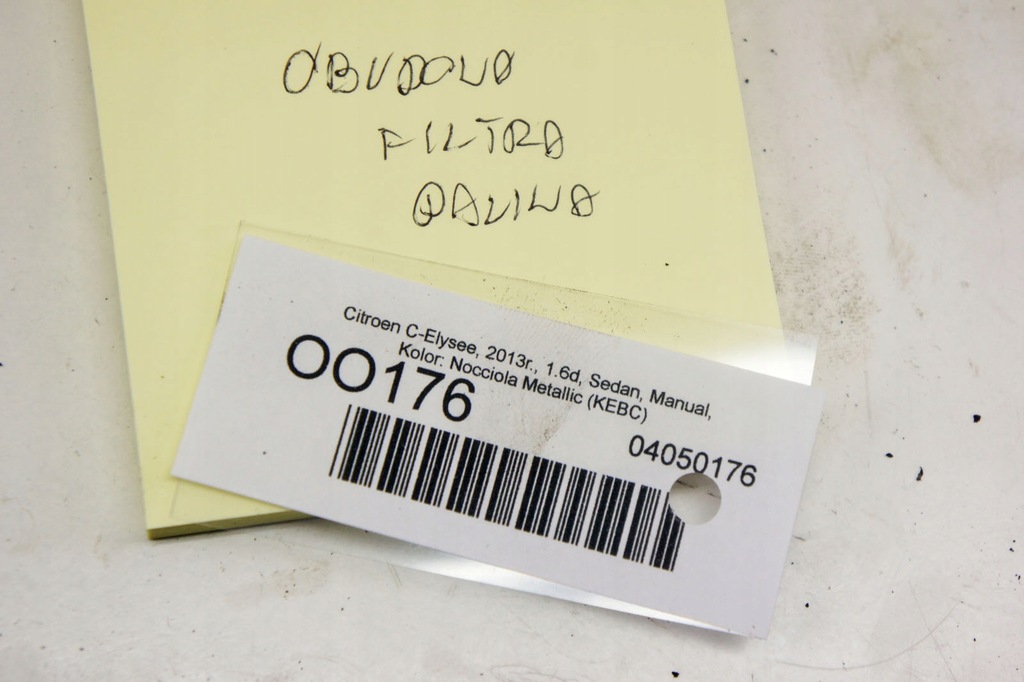 OBUDOWA
FILTRA
PALIWA
Citroen C-Elysee, 2013r., 1.6d, Sedan, Manual,
Kolor: Nocciola Metallic (KEBC)
OO176
04050176